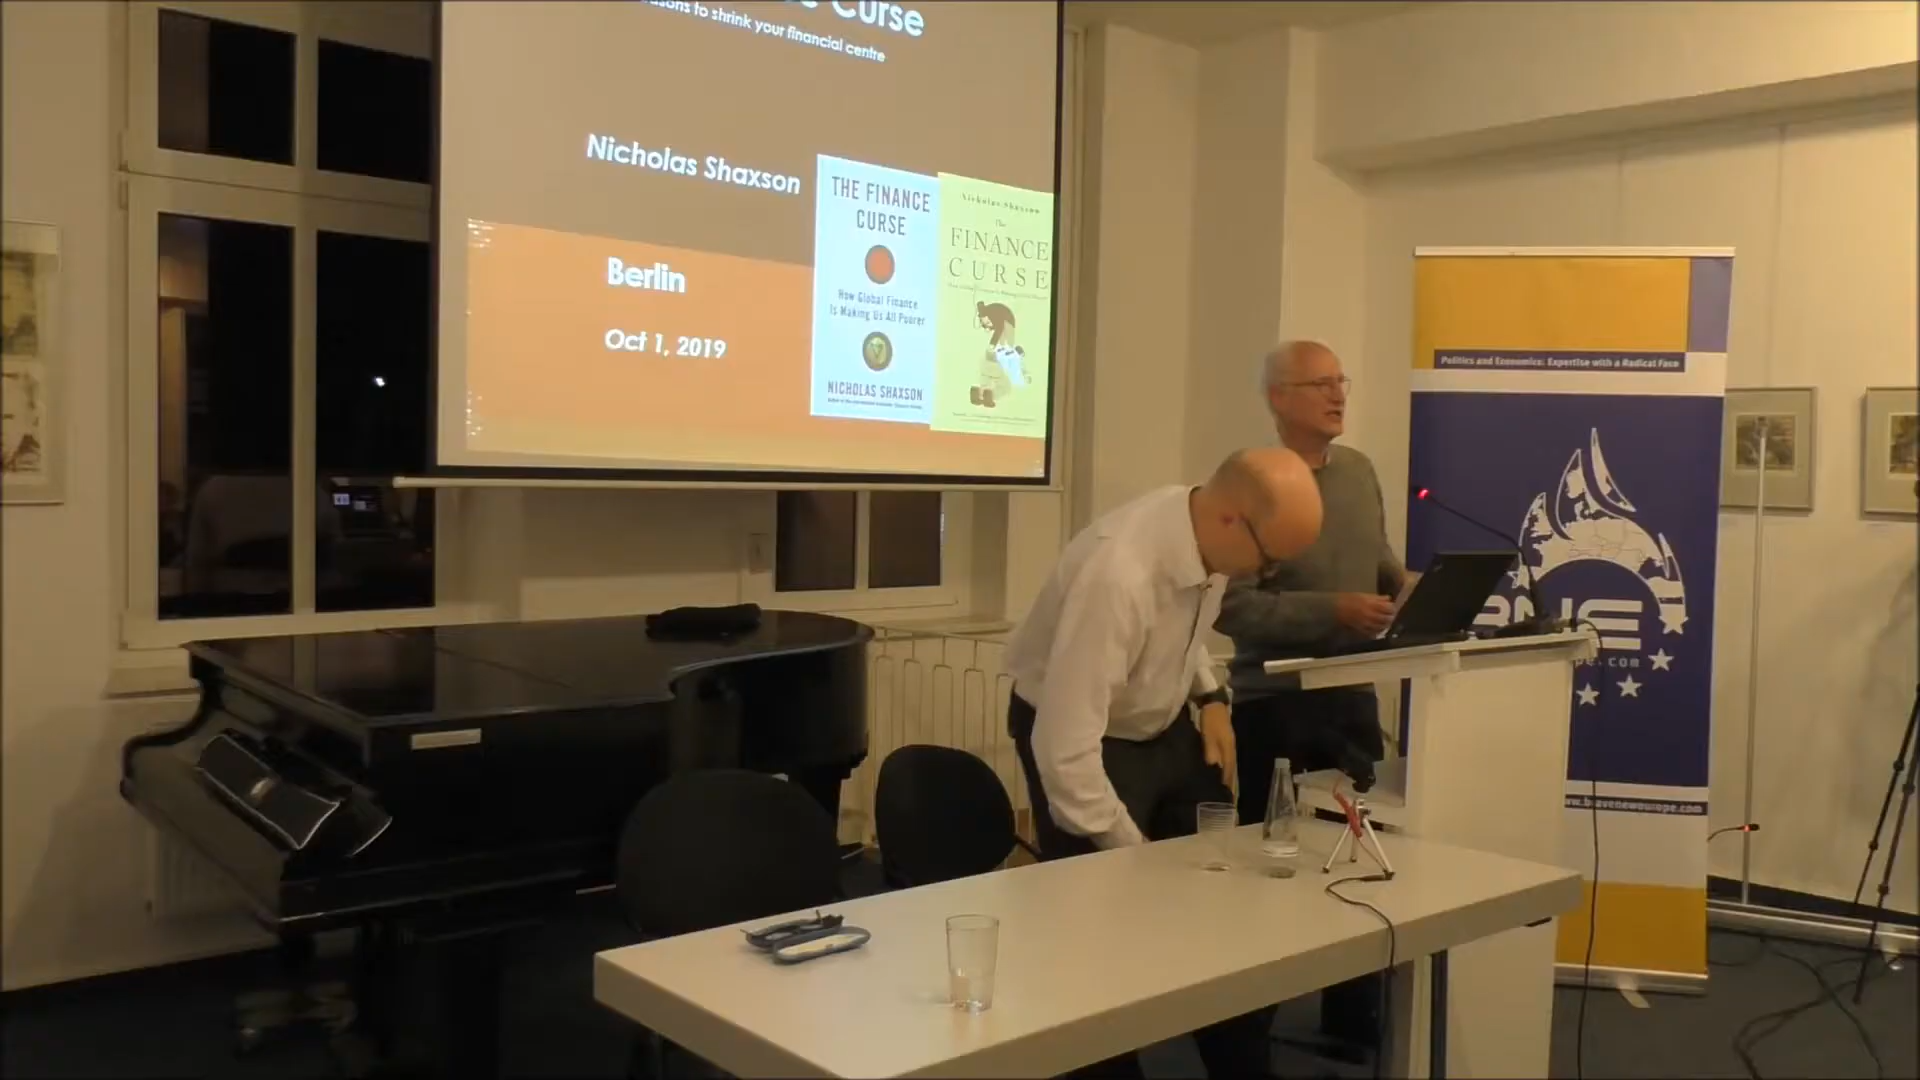 Curse
to shrink your financial centre
Nicholas Shaxson
Berlin
Oct 1, 2019
THE FINANCE
CURSE
How Global Finance
Is Making Us All Poorer
NICHOLAS SHAXSON
Nicholas Shaxson
The
FINANCE
CURSE
Politics and Economics: Expertise with a Radical Face
BNE
www.braveneweurope.com